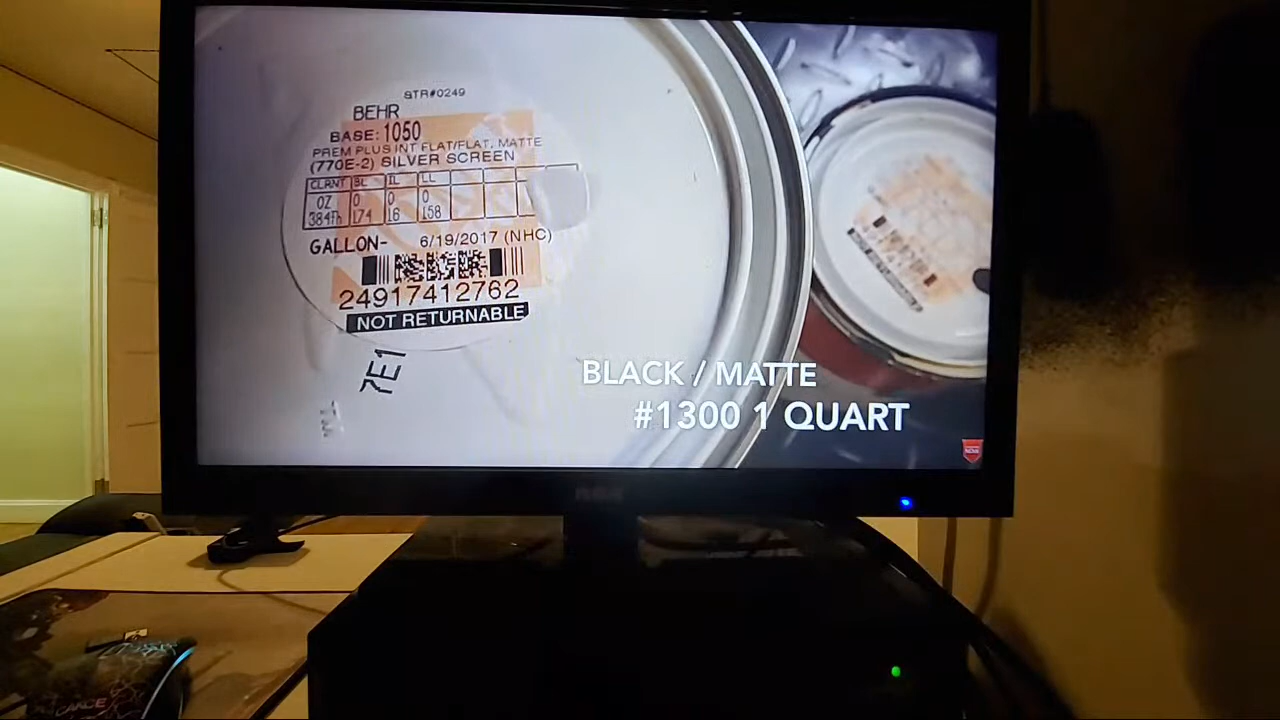 STR#0249
BEHR
BASE: 1050
PREM PLUS INT FLAT/FLAT, MATTE
(770E-2) SILVER SCREEN
CLRNT BL IL LL
OZ 0 0 0
384Th 174 16 158
GALLON- 6/19/2017 (NHC)
24917412762
NOT RETURNABLE
7E1
BLACK / MATTE
#1300 1 QUART
RCA